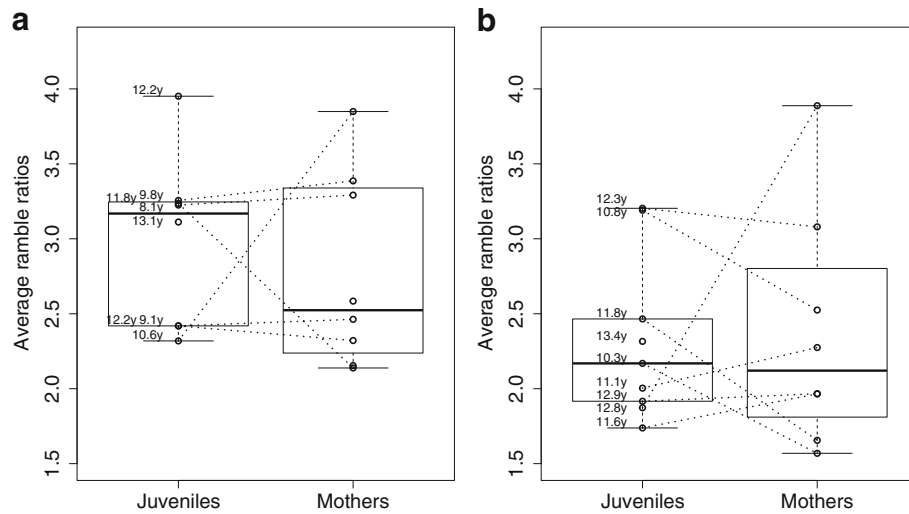 a
Average ramble ratios
4.0
3.5
3.0
2.5
2.0
1.5
12.2y
9.8y
11.8y
8.1y
13.1y
12.2y 9.1y
10.6y
Juveniles
Mothers
b
Average ramble ratios
4.0
3.5
3.0
2.5
2.0
1.5
12.3y
10.8y
11.8y
13.4y
10.3y
11.1y
12.9y
12.8y
11.6y
Juveniles
Mothers